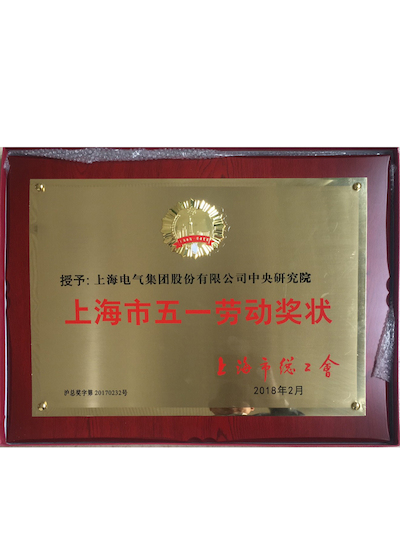 授予：上海电气集团股份有限公司中央研究院
上海市五一劳动奖状
上海市总工會
2018年2月
沪总奖字第20170232号